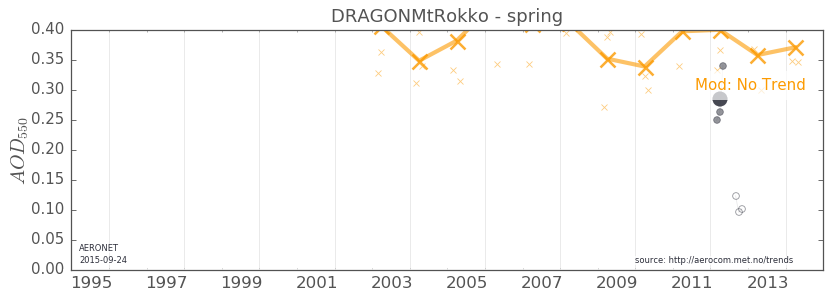 DRAGONMtRokko - spring
0.40
0.35
0.30
0.25
0.20
0.15
0.10
0.05
0.00
AOD550
Mod: No Trend
AERONET
2015-09-24
source: http://aerocom.met.no/trends
1995 1997 1999 2001 2003 2005 2007 2009 2011 2013